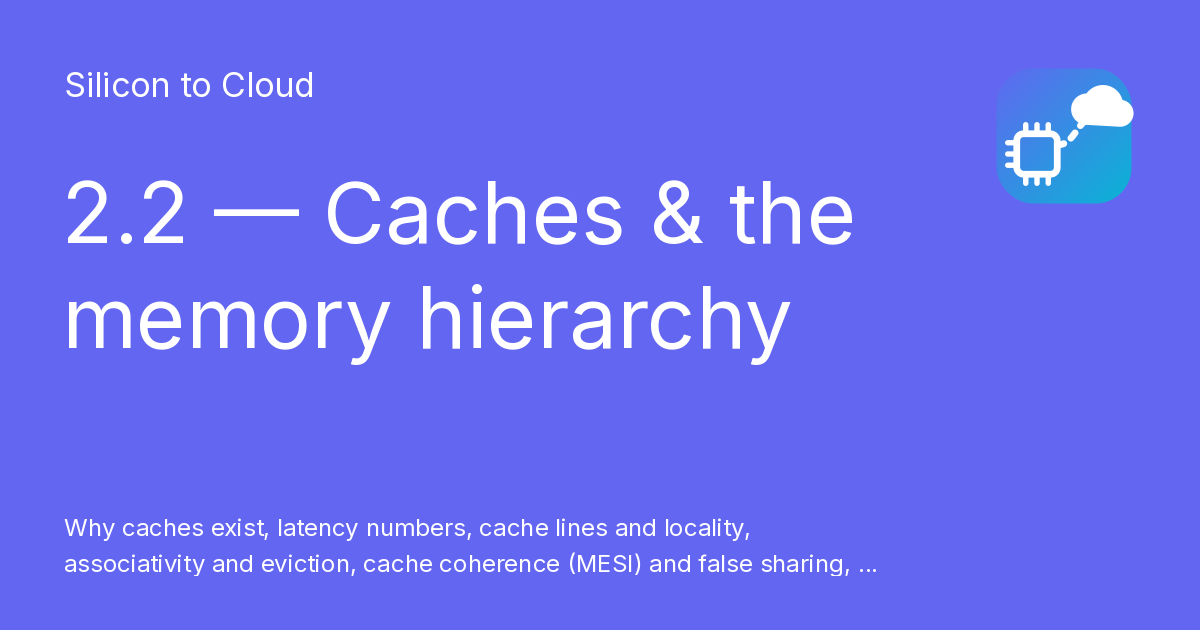 Silicon to Cloud
2.2 — Caches & the
memory hierarchy
Why caches exist, latency numbers, cache lines and locality,
associativity and eviction, cache coherence (MESI) and false sharing, ...